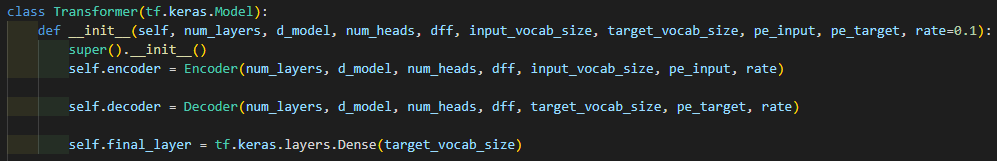 class Transformer(tf.keras.Model):
def __init__(self, num_layers, d_model, num_heads, dff, input_vocab_size, target_vocab_size, pe_input, pe_target, rate=0.1):
super().__init__()
self.encoder = Encoder(num_layers, d_model, num_heads, dff, input_vocab_size, pe_input, rate)
self.decoder = Decoder(num_layers, d_model, num_heads, dff, target_vocab_size, pe_target, rate)
self.final_layer = tf.keras.layers.Dense(target_vocab_size)